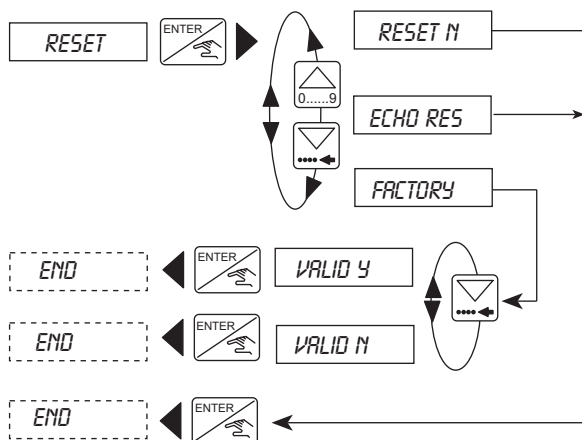 RESET
ENTER
RESET N
0......9
ECHO RES
FACTORY
END
ENTER
VALID Y
END
ENTER
VALID N
END
ENTER